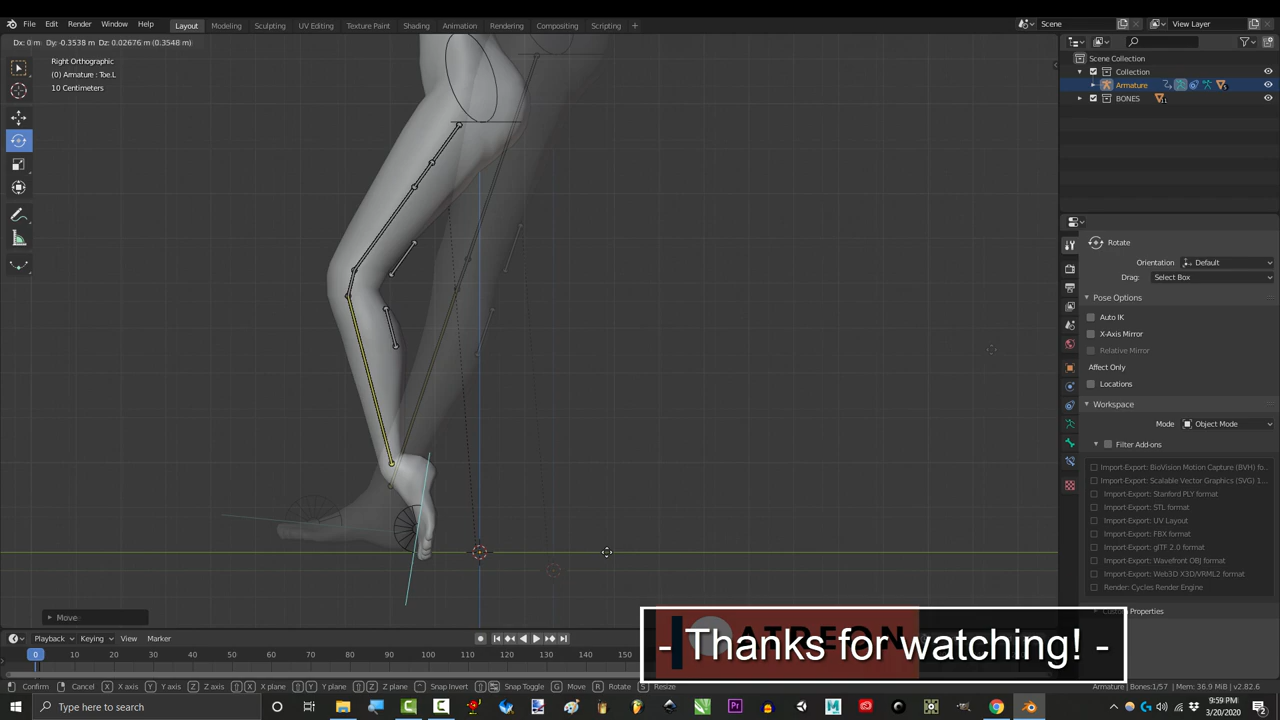 File Edit Render Window Help Layout Modeling Sculpting UV Editing Texture Paint Shading Animation Rendering Compositing Scripting + Scene View Layer
Dx: 0 m Dy: -0.3538 m Dz: 0.02676 m (0.3548 m)
Right Orthographic
(0) Armature : Toe.L
10 Centimeters
Scene Collection
Collection
Armature
BONES
Rotate
Orientation Default
Drag: Select Box
Pose Options
Auto IK
X-Axis Mirror
Relative Mirror
Affect Only
Locations
Workspace
Mode Object Mode
Filter Add-ons
Import-Export: BioVision Motion Capture (BVH) fo...
Import-Export: Scalable Vector Graphics (SVG) 1...
Import-Export: Stanford PLY format
Import-Export: STL format
Import-Export: UV Layout
Import-Export: FBX format
Import-Export: glTF 2.0 format
Import-Export: Wavefront OBJ format
Import-Export: Web3D X3D/VRML2 format
Render: Cycles Render Engine
Custom Properties
Move
- Thanks for watching! -
Playback Keying View Marker
0 10 20 30 40 50 60 70 80 90 100 110 120 130 140 150
Confirm Cancel X X axis Y Y axis Z Z axis X X plane Y Y plane Z Z plane Snap Invert Snap Toggle G Move R Rotate S Resize
Armature | Bones:1/57 | Mem: 36.9 MiB | v2.82.6
Type here to search
9:59 PM
3/20/2020